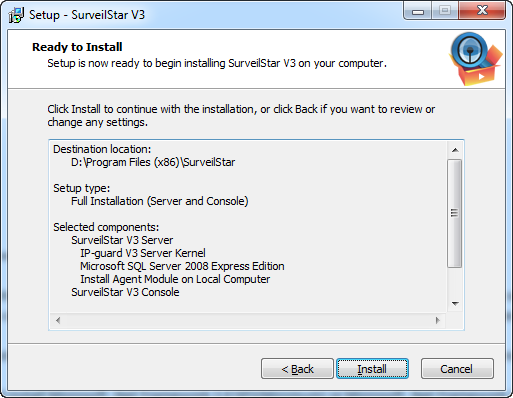 Setup - SurveilStar V3
Ready to Install
Setup is now ready to begin installing SurveilStar V3 on your computer.
Click Install to continue with the installation, or click Back if you want to review or
change any settings.
Destination location:
D:\Program Files (x86)\SurveilStar
Setup type:
Full Installation (Server and Console)
Selected components:
SurveilStar V3 Server
IP-guard V3 Server Kernel
Microsoft SQL Server 2008 Express Edition
Install Agent Module on Local Computer
SurveilStar V3 Console
< Back
Install
Cancel